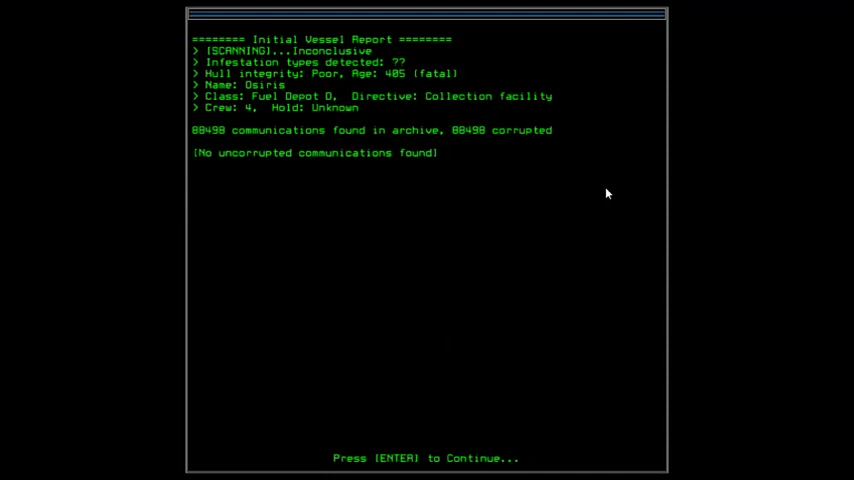 ======== Initial Vessel Report ========
> [SCANNING]...Inconclusive
> Infestation types detected: ??
> Hull integrity: Poor, Age: 405 (fatal)
> Name: Osiris
> Class: Fuel Depot D,  Directive: Collection facility
> Crew: 4,  Hold: Unknown
88498 communications found in archive, 88498 corrupted
[No uncorrupted communications found]
Press [ENTER] to Continue...